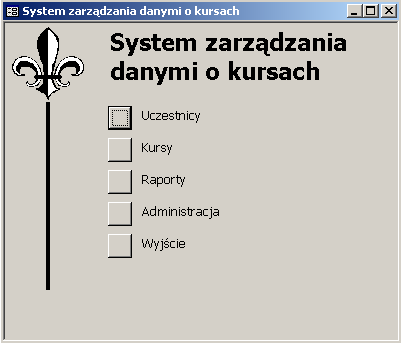 System zarządzania danymi o kursach
System zarządzania
danymi o kursach
Uczestnicy
Kursy
Raporty
Administracja
Wyjście